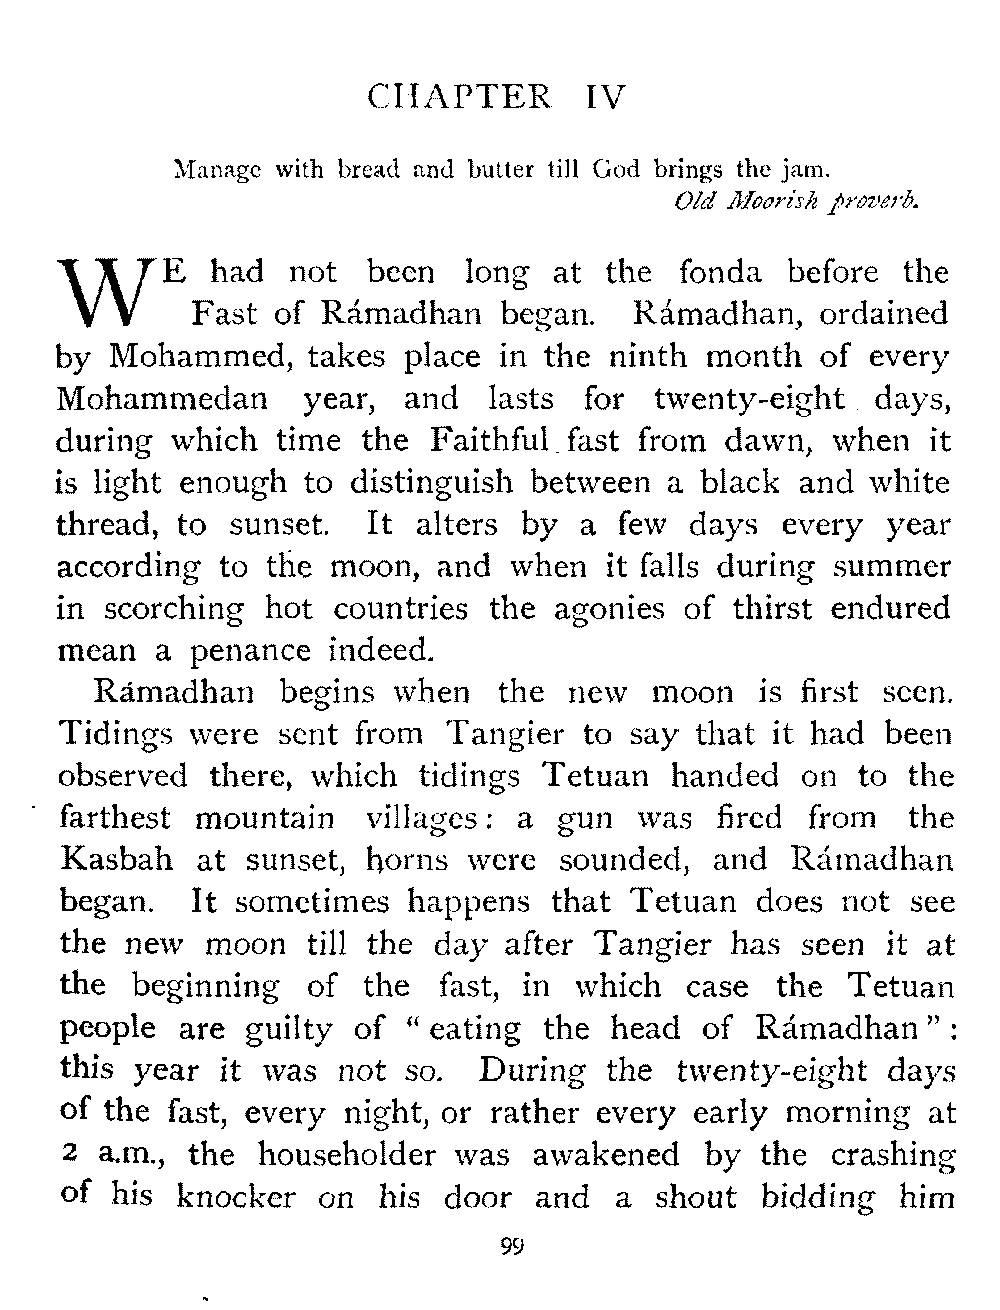 CHAPTER IV
Manage with bread and butter till God brings the jam.
Old Moorish proverb.
WE had not been long at the fonda before the
Fast of Rámadhan began. Rámadhan, ordained
by Mohammed, takes place in the ninth month of every
Mohammedan year, and lasts for twenty-eight days,
during which time the Faithful fast from dawn, when it
is light enough to distinguish between a black and white
thread, to sunset. It alters by a few days every year
according to the moon, and when it falls during summer
in scorching hot countries the agonies of thirst endured
mean a penance indeed.
Rámadhan begins when the new moon is first seen.
Tidings were sent from Tangier to say that it had been
observed there, which tidings Tetuan handed on to the
farthest mountain villages: a gun was fired from the
Kasbah at sunset, horns were sounded, and Rámadhan
began. It sometimes happens that Tetuan does not see
the new moon till the day after Tangier has seen it at
the beginning of the fast, in which case the Tetuan
people are guilty of “eating the head of Rámadhan”:
this year it was not so. During the twenty-eight days
of the fast, every night, or rather every early morning at
2 a.m., the householder was awakened by the crashing
of his knocker on his door and a shout bidding him
99